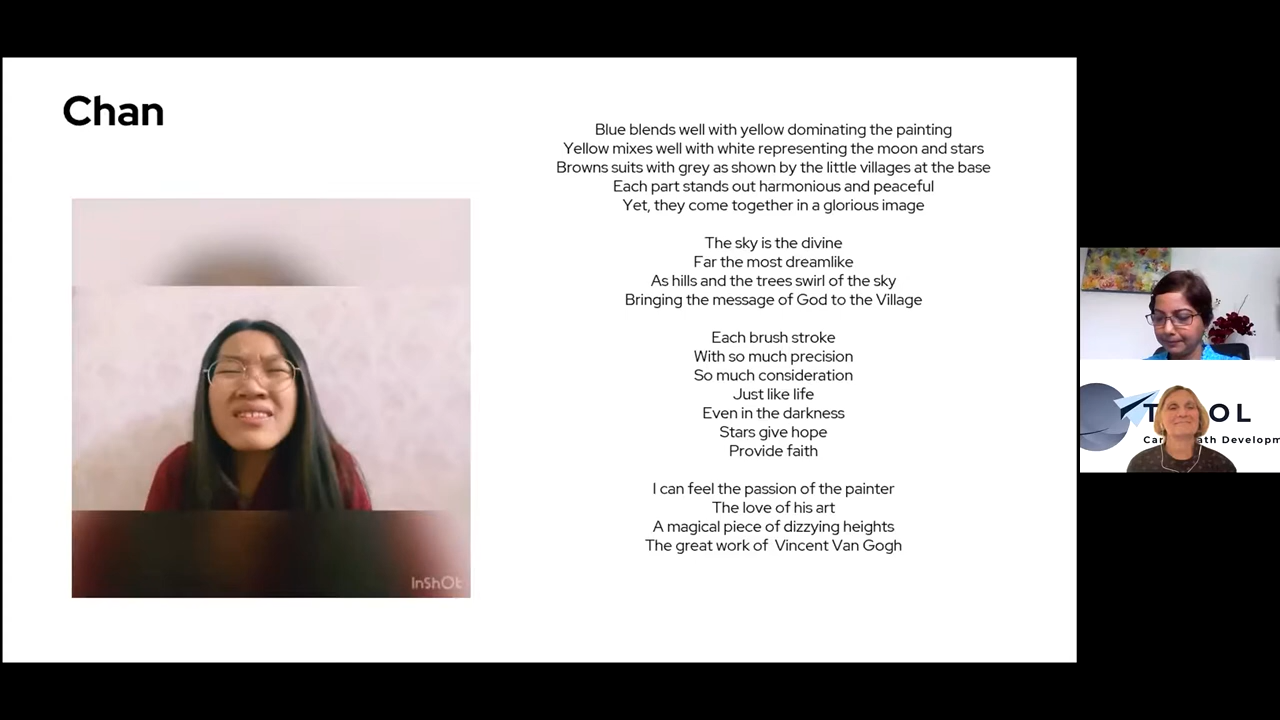 Chan
Blue blends well with yellow dominating the painting
Yellow mixes well with white representing the moon and stars
Browns suits with grey as shown by the little villages at the base
Each part stands out harmonious and peaceful
Yet, they come together in a glorious image
The sky is the divine
Far the most dreamlike
As hills and the trees swirl of the sky
Bringing the message of God to the Village
Each brush stroke
With so much precision
So much consideration
Just like life
Even in the darkness
Stars give hope
Provide faith
I can feel the passion of the painter
The love of his art
A magical piece of dizzying heights
The great work of  Vincent Van Gogh
InShOt